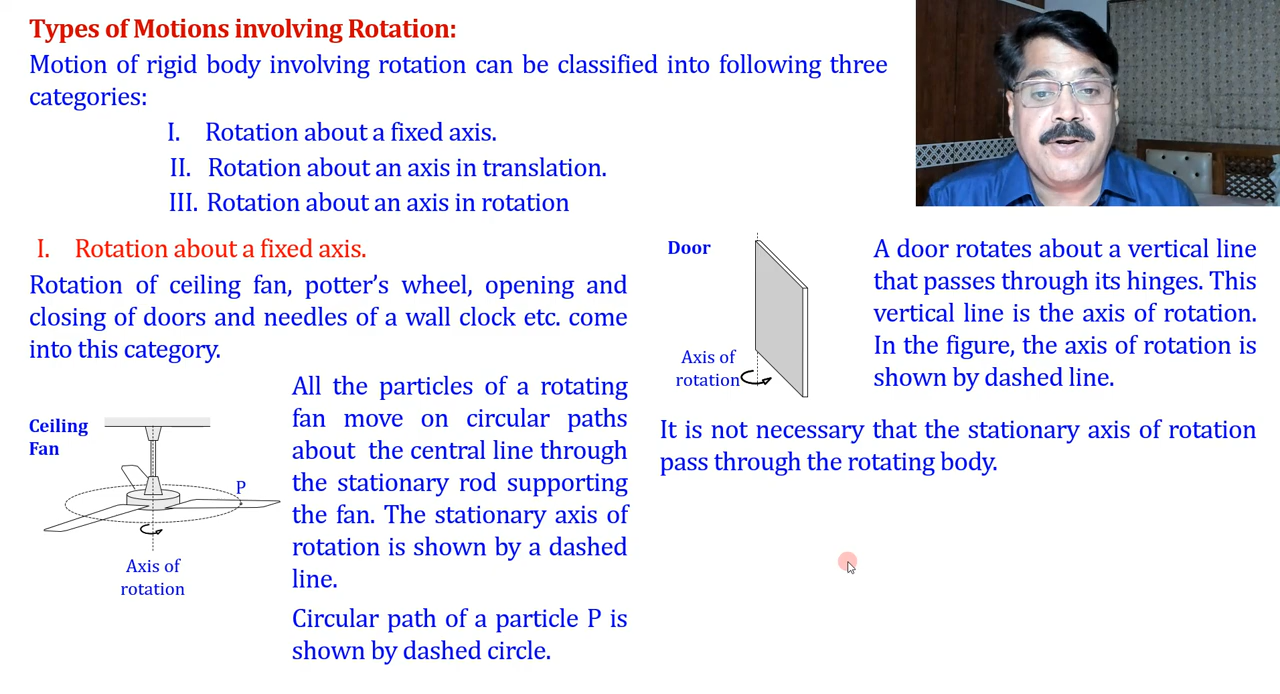 Types of Motions involving Rotation:
Motion of rigid body involving rotation can be classified into following three
categories:
I. Rotation about a fixed axis.
II. Rotation about an axis in translation.
III. Rotation about an axis in rotation
I. Rotation about a fixed axis.
Rotation of ceiling fan, potter’s wheel, opening and
closing of doors and needles of a wall clock etc. come
into this category.
Ceiling
Fan
P
Axis of
rotation
All the particles of a rotating
fan move on circular paths
about the central line through
the stationary rod supporting
the fan. The stationary axis of
rotation is shown by a dashed
line.
Circular path of a particle P is
shown by dashed circle.
Door
Axis of
rotation
A door rotates about a vertical line
that passes through its hinges. This
vertical line is the axis of rotation.
In the figure, the axis of rotation is
shown by dashed line.
It is not necessary that the stationary axis of rotation
pass through the rotating body.